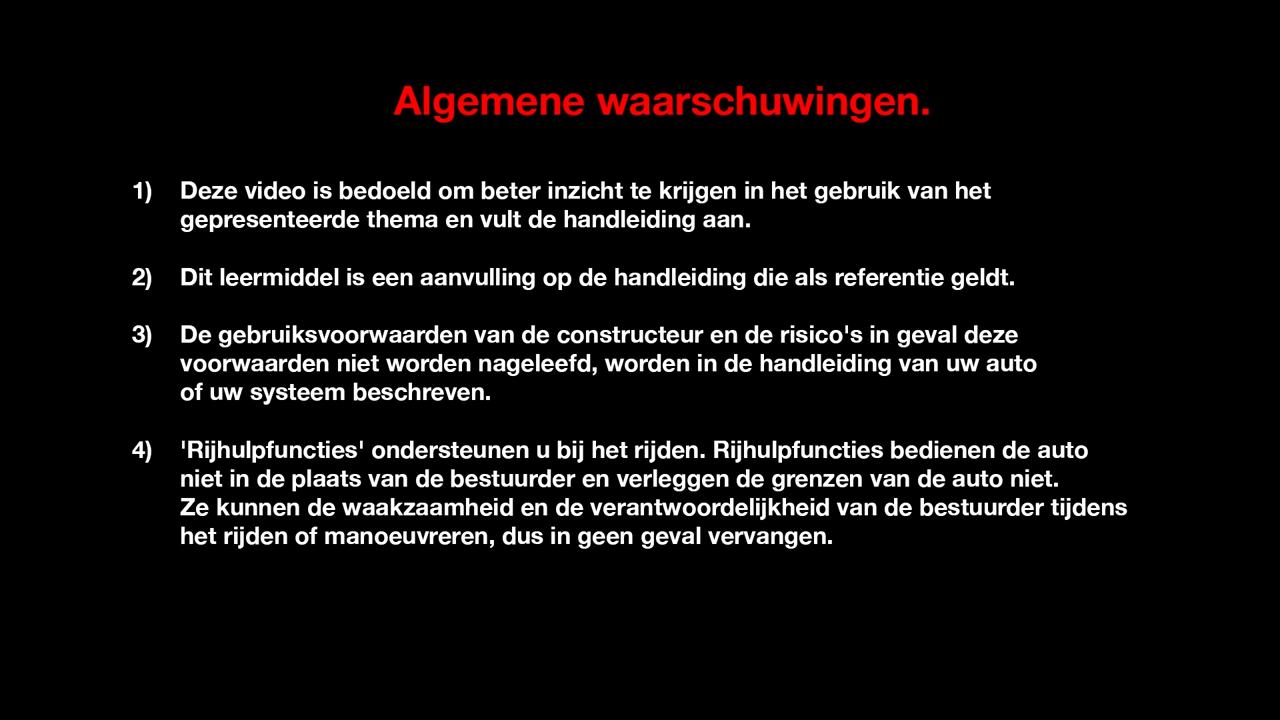 Algemene waarschuwingen.
1) Deze video is bedoeld om beter inzicht te krijgen in het gebruik van het
gepresenteerde thema en vult de handleiding aan.
2) Dit leermiddel is een aanvulling op de handleiding die als referentie geldt.
3) De gebruiksvoorwaarden van de constructeur en de risico's in geval deze
voorwaarden niet worden nageleefd, worden in de handleiding van uw auto
of uw systeem beschreven.
4) 'Rijhulpfuncties' ondersteunen u bij het rijden. Rijhulpfuncties bedienen de auto
niet in de plaats van de bestuurder en verleggen de grenzen van de auto niet.
Ze kunnen de waakzaamheid en de verantwoordelijkheid van de bestuurder tijdens
het rijden of manoeuvreren, dus in geen geval vervangen.